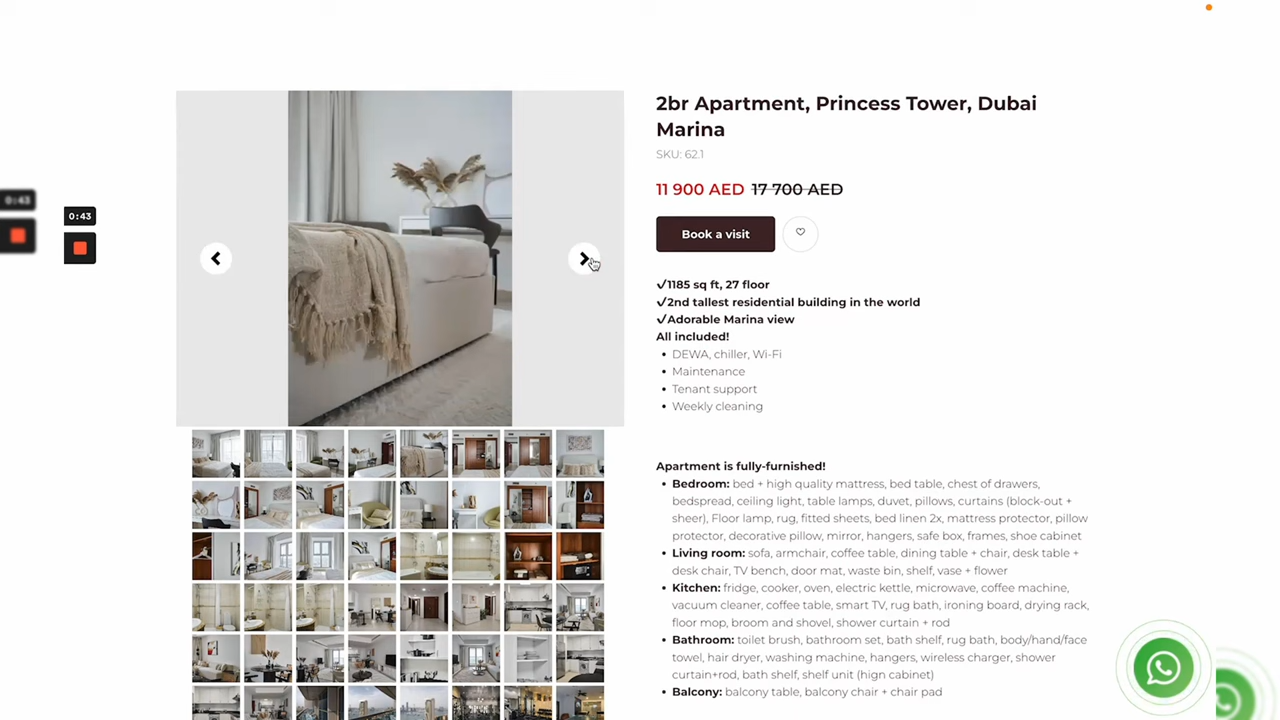 2br Apartment, Princess Tower, Dubai
Marina
SKU: 62.1
11 900 AED 17 700 AED
Book a visit
0:43
0:43
✓1185 sq ft, 27 floor
✓2nd tallest residential building in the world
✓Adorable Marina view
All included!
• DEWA, chiller, Wi-Fi
• Maintenance
• Tenant support
• Weekly cleaning
Apartment is fully-furnished!
• Bedroom: bed + high quality mattress, bed table, chest of drawers,
bedspread, ceiling light, table lamps, duvet, pillows, curtains (block-out +
sheer), Floor lamp, rug, fitted sheets, bed linen 2x, mattress protector, pillow
protector, decorative pillow, mirror, hangers, safe box, frames, shoe cabinet
• Living room: sofa, armchair, coffee table, dining table + chair, desk table +
desk chair, TV bench, door mat, waste bin, shelf, vase + flower
• Kitchen: fridge, cooker, oven, electric kettle, microwave, coffee machine,
vacuum cleaner, coffee table, smart TV, rug bath, ironing board, drying rack,
floor mop, broom and shovel, shower curtain + rod
• Bathroom: toilet brush, bathroom set, bath shelf, rug bath, body/hand/face
towel, hair dryer, washing machine, hangers, wireless charger, shower
curtain+rod, bath shelf, shelf unit (hign cabinet)
• Balcony: balcony table, balcony chair + chair pad